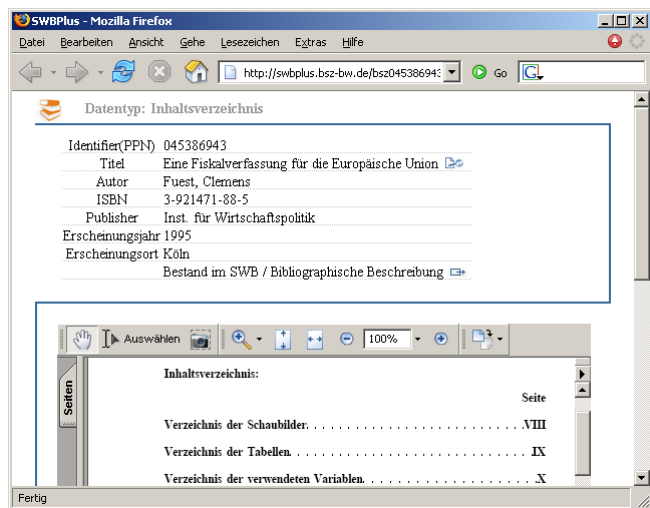 SWBPlus - Mozilla Firefox
Datei Bearbeiten Ansicht Gehe Lesezeichen Extras Hilfe
http://swbplus.bsz-bw.de/bsz045386943 Go G
Datentyp: Inhaltsverzeichnis
Identifier(PPN) 045386943
Titel Eine Fiskalverfassung für die Europäische Union
Autor Fuest, Clemens
ISBN 3-921471-88-5
Publisher Inst. für Wirtschaftspolitik
Erscheinungsjahr 1995
Erscheinungsort Köln
Bestand im SWB / Bibliographische Beschreibung
Auswählen 100%
Seiten
Inhaltsverzeichnis:
Seite
Verzeichnis der Schaubilder. . . . . . . . . . . . . . . . . . . . . . . . . . .VIII
Verzeichnis der Tabellen. . . . . . . . . . . . . . . . . . . . . . . . . . . . .IX
Verzeichnis der verwendeten Variablen. . . . . . . . . . . . . . . . . . . . .X
Fertig